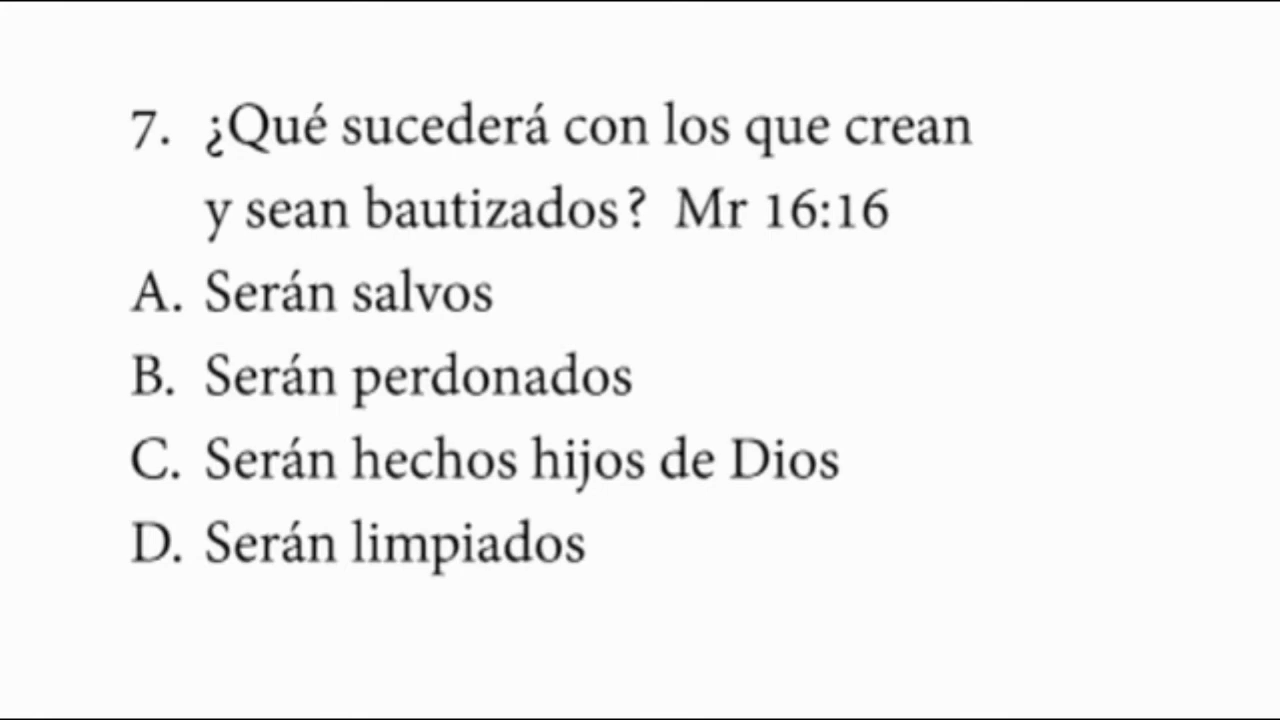 7. ¿Qué sucederá con los que crean
y sean bautizados? Mr 16:16
A. Serán salvos
B. Serán perdonados
C. Serán hechos hijos de Dios
D. Serán limpiados